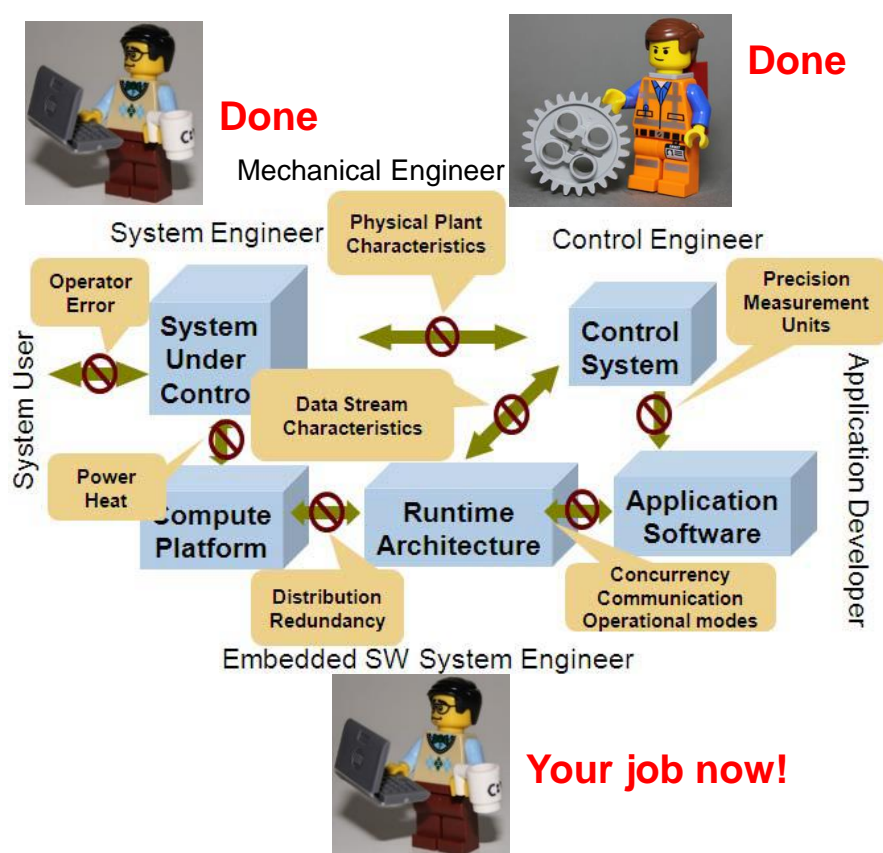 Done
Done
Mechanical Engineer
System Engineer
Physical Plant
Characteristics
Control Engineer
Operator
Error
System
Under
Control
Control
System
Precision
Measurement
Units
System User
Data Stream
Characteristics
Application Developer
Power
Heat
Compute
Platform
Runtime
Architecture
Application
Software
Distribution
Redundancy
Concurrency
Communication
Operational modes
Embedded SW System Engineer
Your job now!